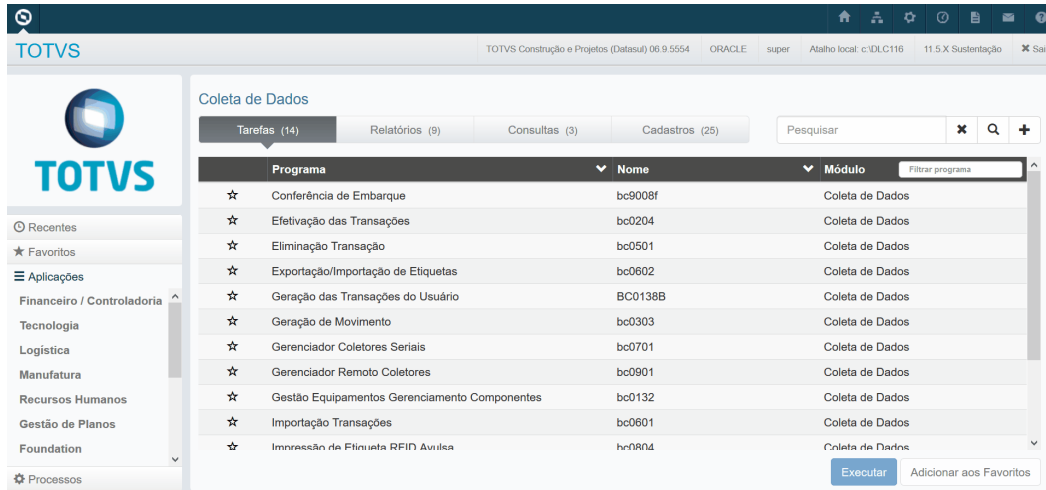 TOTVS
TOTVS Construção e Projetos (Datasul) 06.9.5554
ORACLE
super
Atalho local: c:\DLC116
11.5.X Sustentação
Sai
TOTVS
Recentes
Favoritos
Aplicações
Financeiro / Controladoria
Tecnologia
Logística
Manufatura
Recursos Humanos
Gestão de Planos
Foundation
Processos
Coleta de Dados
Tarefas (14)
Relatórios (9)
Consultas (3)
Cadastros (25)
Pesquisar
Programa Nome Módulo Filtrar programa
Conferência de Embarque bc9008f Coleta de Dados
Efetivação das Transações bc0204 Coleta de Dados
Eliminação Transação bc0501 Coleta de Dados
Exportação/Importação de Etiquetas bc0602 Coleta de Dados
Geração das Transações do Usuário BC0138B Coleta de Dados
Geração de Movimento bc0303 Coleta de Dados
Gerenciador Coletores Seriais bc0701 Coleta de Dados
Gerenciador Remoto Coletores bc0901 Coleta de Dados
Gestão Equipamentos Gerenciamento Componentes bc0132 Coleta de Dados
Importação Transações bc0601 Coleta de Dados
Impressão de Etiqueta RFID Avulsa bc0804 Coleta de Dados
Executar
Adicionar aos Favoritos